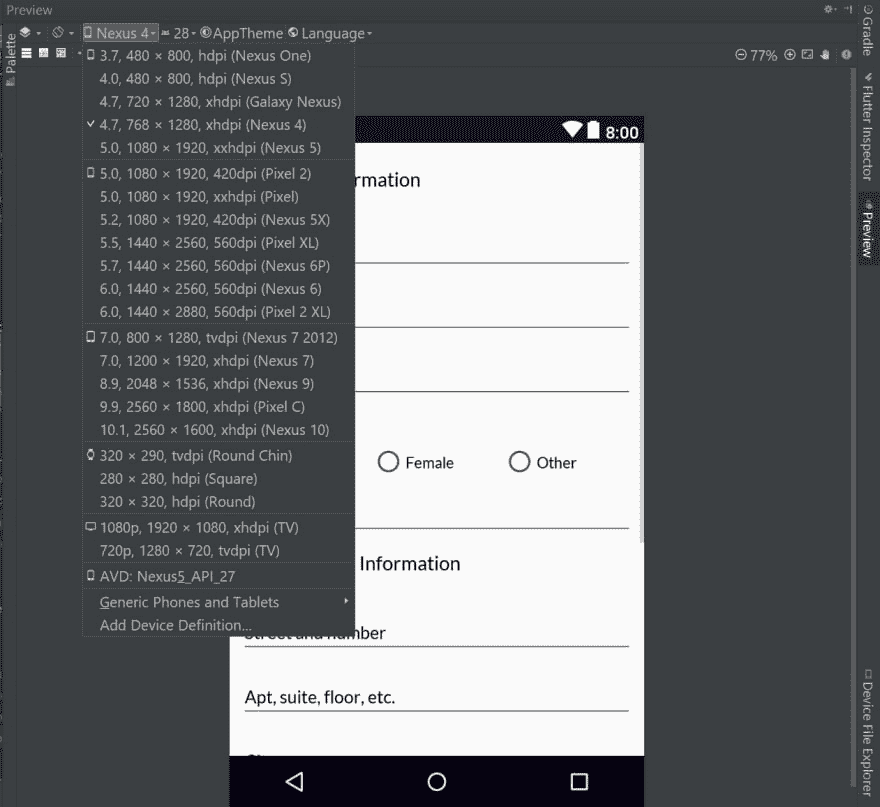 Preview
Nexus 4 28 AppTheme Language
77%
Palette
3.7, 480 × 800, hdpi (Nexus One)
4.0, 480 × 800, hdpi (Nexus S)
4.7, 720 × 1280, xhdpi (Galaxy Nexus)
4.7, 768 × 1280, xhdpi (Nexus 4)
5.0, 1080 × 1920, xxhdpi (Nexus 5)
5.0, 1080 × 1920, 420dpi (Pixel 2)
5.0, 1080 × 1920, xxhdpi (Pixel)
5.2, 1080 × 1920, 420dpi (Nexus 5X)
5.5, 1440 × 2560, 560dpi (Pixel XL)
5.7, 1440 × 2560, 560dpi (Nexus 6P)
6.0, 1440 × 2560, 560dpi (Nexus 6)
6.0, 1440 × 2880, 560dpi (Pixel 2 XL)
7.0, 800 × 1280, tvdpi (Nexus 7 2012)
7.0, 1200 × 1920, xhdpi (Nexus 7)
8.9, 2048 × 1536, xhdpi (Nexus 9)
9.9, 2560 × 1800, xhdpi (Pixel C)
10.1, 2560 × 1600, xhdpi (Nexus 10)
320 × 290, tvdpi (Round Chin)
280 × 280, hdpi (Square)
320 × 320, hdpi (Round)
1080p, 1920 × 1080, xhdpi (TV)
720p, 1280 × 720, tvdpi (TV)
AVD: Nexus5_API_27
Generic Phones and Tablets
Add Device Definition...
8:00
rmation
Female Other
Information
Street and number
Apt, suite, floor, etc.
Gradle
Flutter Inspector
Preview
Device File Explorer